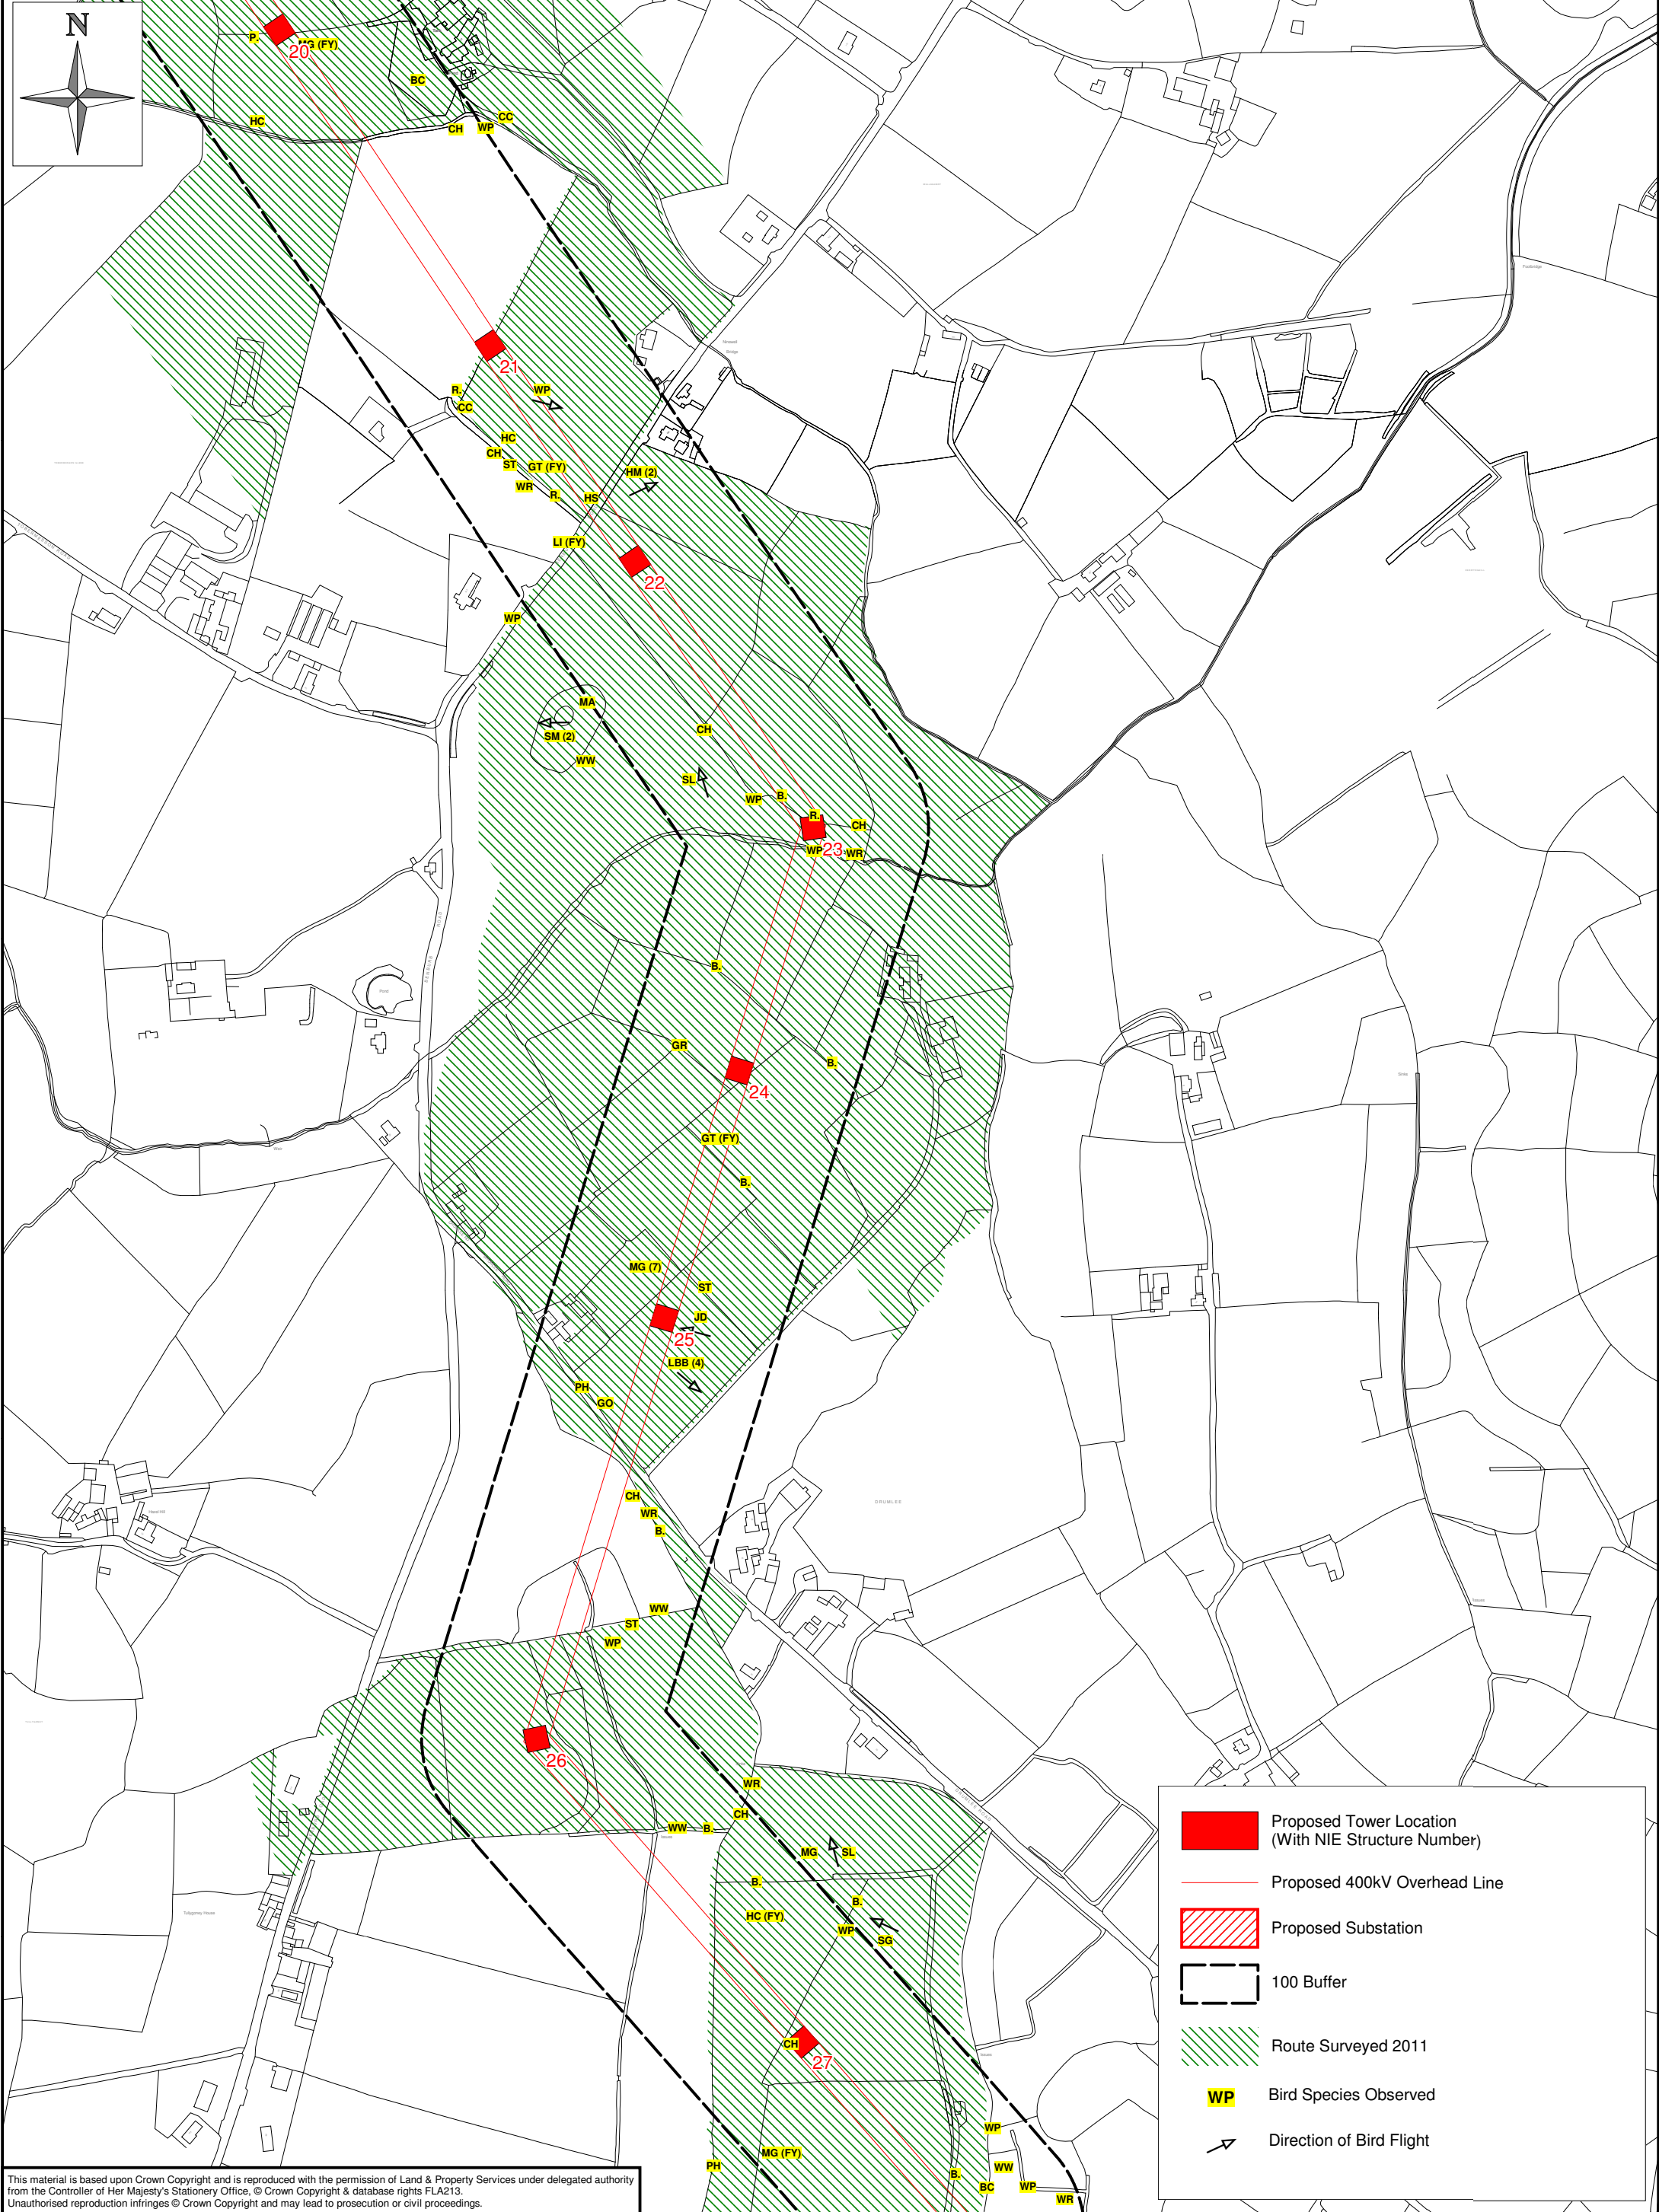 N
P.
20
MG (FY)
BC
HC
CH
WP
CC
21
R.
CC
WP
HC
CH
ST
GT (FY)
WR
R.
HS
HM (2)
LI (FY)
22
WP
MA
SM (2)
WW
CH
SL
WP
B.
R.
CH
WP
23
WR
B.
GR
B.
24
GT (FY)
B.
MG (7)
ST
JD
25
LBB (4)
PH
GO
DRUMLEE
CH
WR
B.
WW
ST
WP
26
WR
CH
WW
B.
MG
SL
B.
B.
HC (FY)
WP
SG
CH
27
WP
MG (FY)
PH
B.
WW
BC
WP
WR
Pond
Weir
Tullygoney House
Proposed Tower Location
(With NIE Structure Number)
Proposed 400kV Overhead Line
Proposed Substation
100 Buffer
Route Surveyed 2011
WP
Bird Species Observed
Direction of Bird Flight
This material is based upon Crown Copyright and is reproduced with the permission of Land & Property Services under delegated authority
from the Controller of Her Majesty's Stationery Office, © Crown Copyright & database rights FLA213.
Unauthorised reproduction infringes © Crown Copyright and may lead to prosecution or civil proceedings.